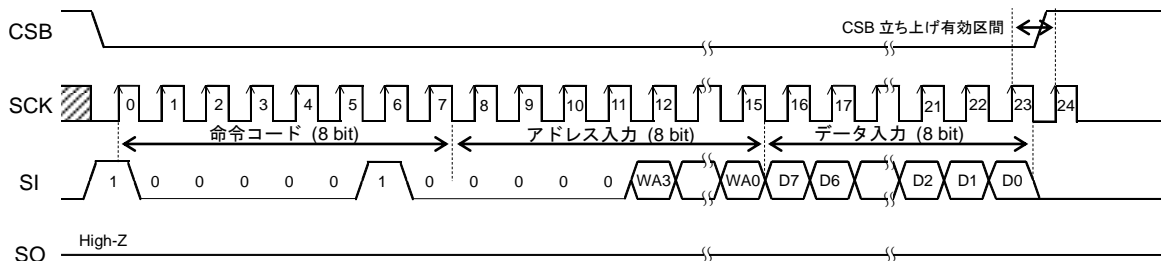 CSB
CSB 立ち上げ有効区間
SCK
0 1 2 3 4 5 6 7 8 9 10 11 12 15 16 17 21 22 23 24
命令コード (8 bit) アドレス入力 (8 bit) データ入力 (8 bit)
SI
1 0 0 0 0 0 1 0 0 0 0 0 WA3 WA0 D7 D6 D2 D1 D0
High-Z
SO